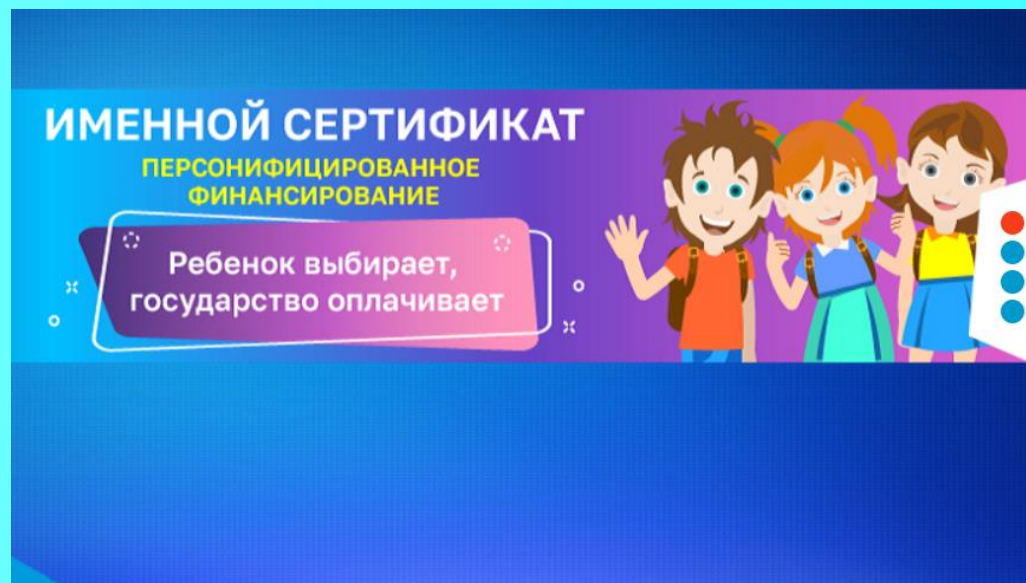 ИМЕННОЙ СЕРТИФИКАТ
ПЕРСОНИФИЦИРОВАННОЕ
ФИНАНСИРОВАНИЕ
Ребенок выбирает,
государство оплачивает